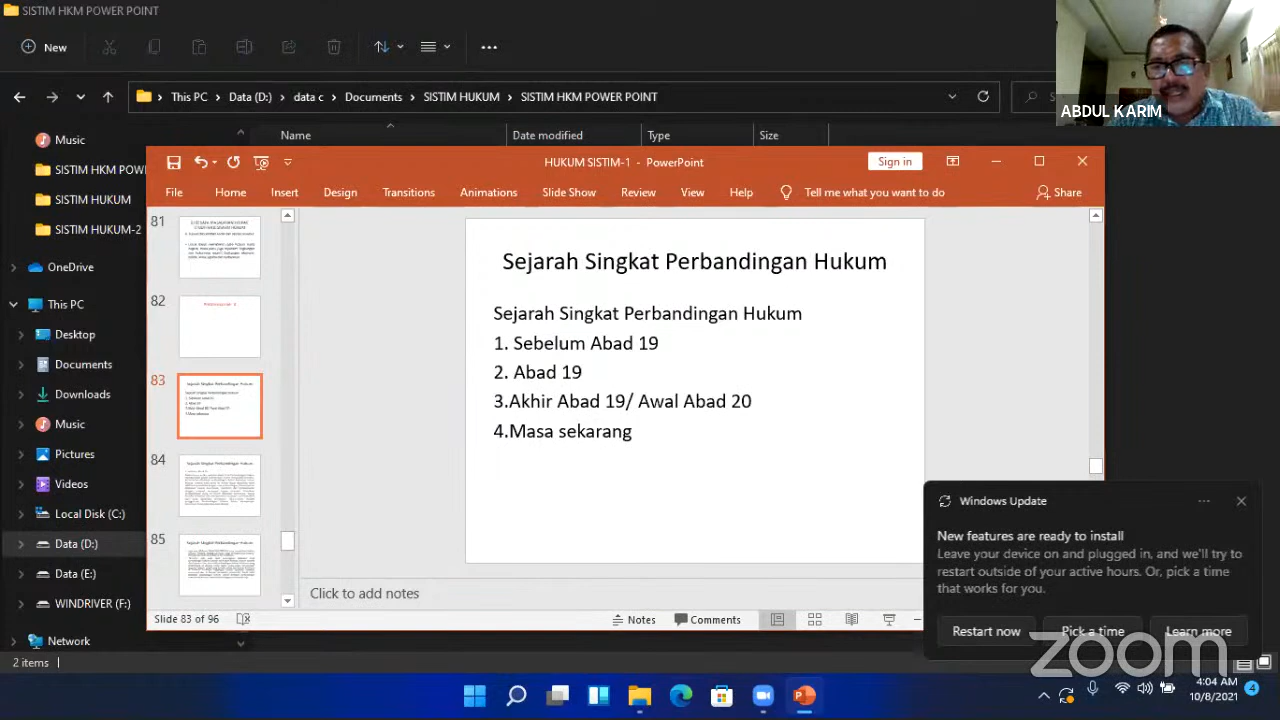 SISTIM HKM POWER POINT
New
This PC
Data (D:)
data c
Documents
SISTIM HUKUM
SISTIM HKM POWER POINT
ABDUL KARIM
Name
Date modified
Type
Size
Music
SISTIM HKM POW
SISTIM HUKUM
SISTIM HUKUM-2
OneDrive
This PC
Desktop
Documents
Downloads
Music
Pictures
Videos
Local Disk (C:)
Data (D:)
Data (E:)
WINDRIVER (F:)
Network
2 items
HUKUM SISTIM-1 - PowerPoint
Sign in
File Home Insert Design Transitions Animations Slide Show Review View Help Tell me what you want to do Share
81
82
83
84
85
Sejarah Singkat Perbandingan Hukum
Sejarah Singkat Perbandingan Hukum
1. Sebelum Abad 19
2. Abad 19
3.Akhir Abad 19/ Awal Abad 20
4.Masa sekarang
Click to add notes
Slide 83 of 96
Notes
Comments
Windows Update
New features are ready to install
Leave your device on and plugged in, and we'll try to
restart outside of your active hours. Or, pick a time
that works for you.
Restart now
Pick a time
Learn more
zoom
4:04 AM
10/8/2021
4